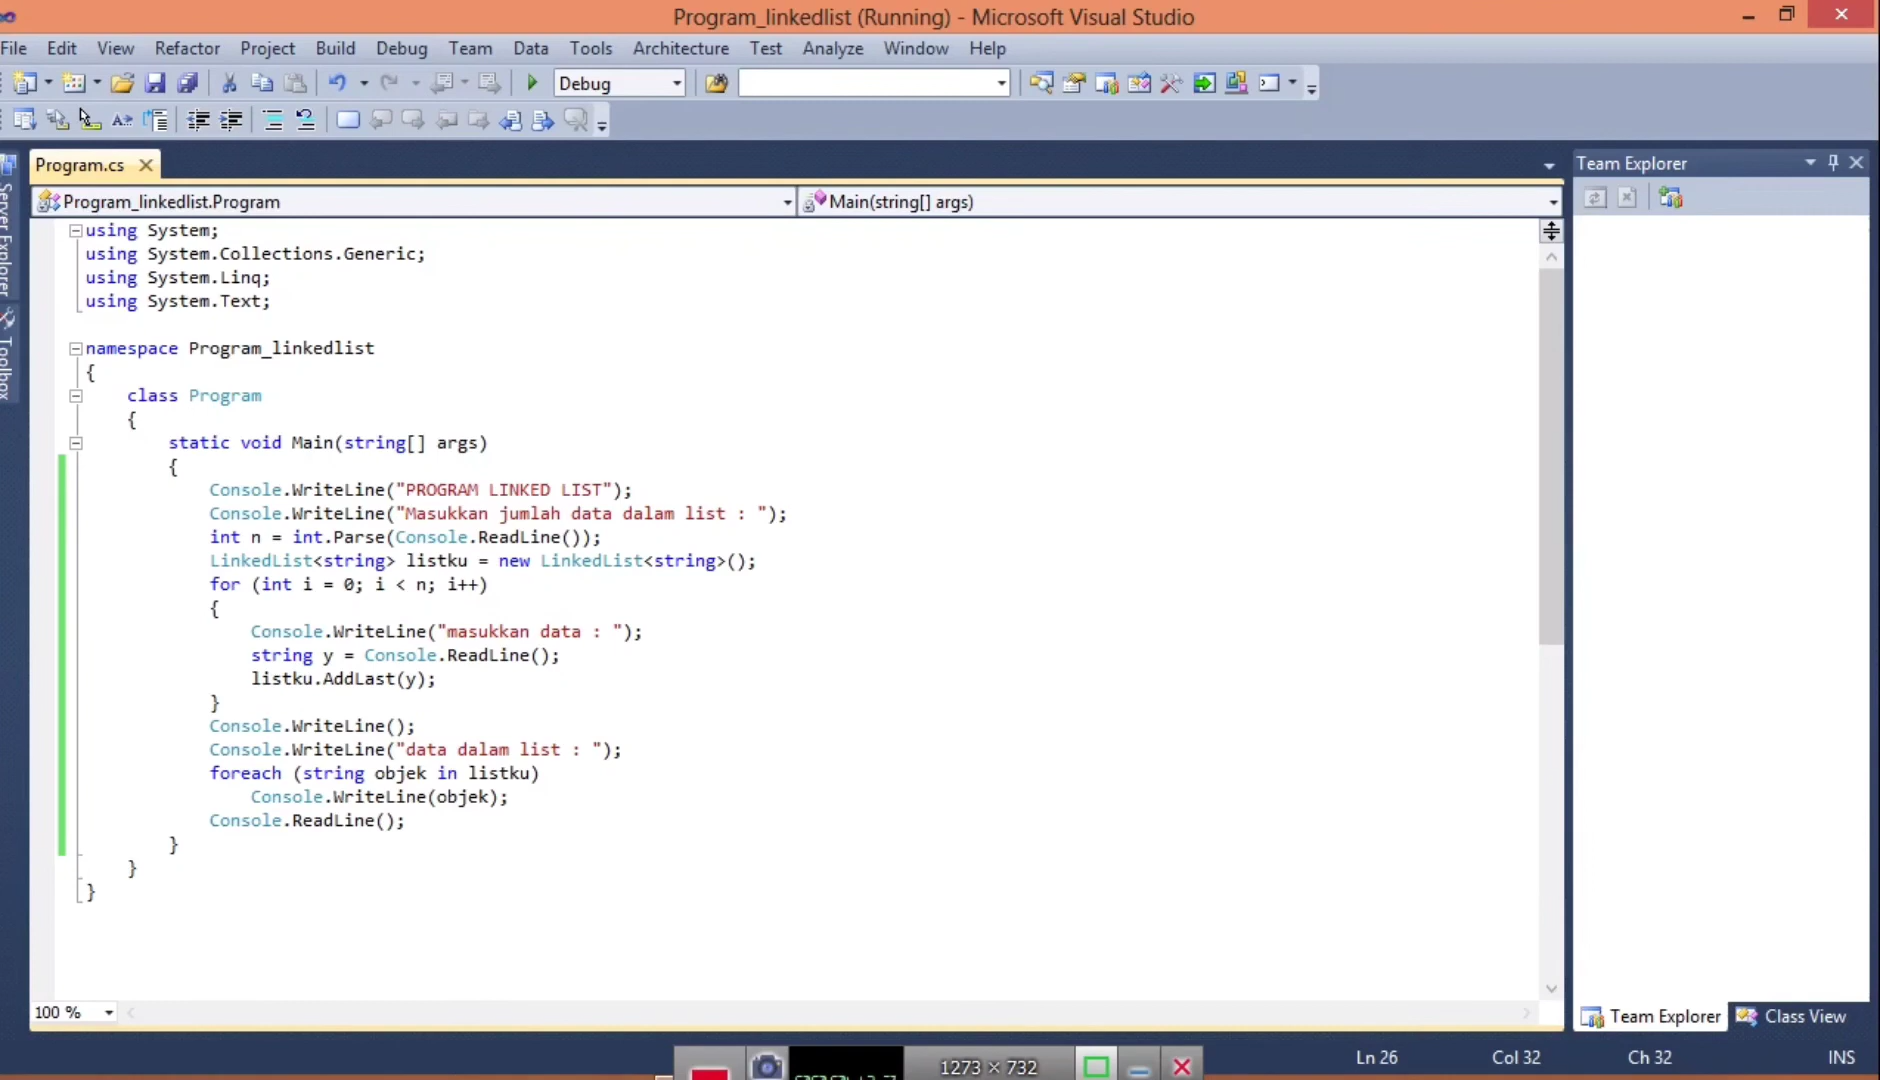 Program_linkedlist (Running) - Microsoft Visual Studio
File Edit View Refactor Project Build Debug Team Data Tools Architecture Test Analyze Window Help
Debug
Server Explorer
Toolbox
Program.cs
Program_linkedlist.Program
Main(string[] args)
using System;
using System.Collections.Generic;
using System.Linq;
using System.Text;
namespace Program_linkedlist
{
class Program
{
static void Main(string[] args)
{
Console.WriteLine("PROGRAM LINKED LIST");
Console.WriteLine("Masukkan jumlah data dalam list : ");
int n = int.Parse(Console.ReadLine());
LinkedList<string> listku = new LinkedList<string>();
for (int i = 0; i < n; i++)
{
Console.WriteLine("masukkan data : ");
string y = Console.ReadLine();
listku.AddLast(y);
}
Console.WriteLine();
Console.WriteLine("data dalam list : ");
foreach (string objek in listku)
Console.WriteLine(objek);
Console.ReadLine();
}
}
}
100 %
Team Explorer
Team Explorer
Class View
1273 × 732
Ln 26 Col 32 Ch 32 INS